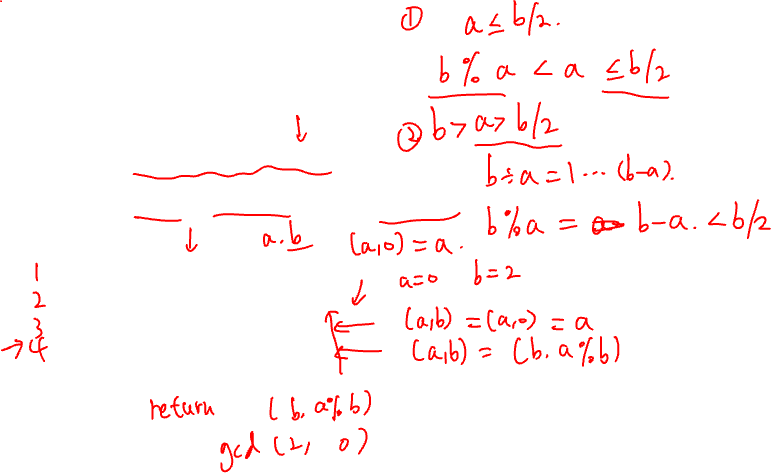 ① a ≤ b/2.
b % a < a ≤ b/2
② b > a > b/2
b ÷ a = 1 ··· (b-a).
b % a = b-a. < b/2
a.b
(a,0) = a.
a=0 b=2
1
2
3
→ 4
(a,b) = (a,0) = a
(a,b) = (b, a%b)
return (b, a%b)
gcd (2, 0)